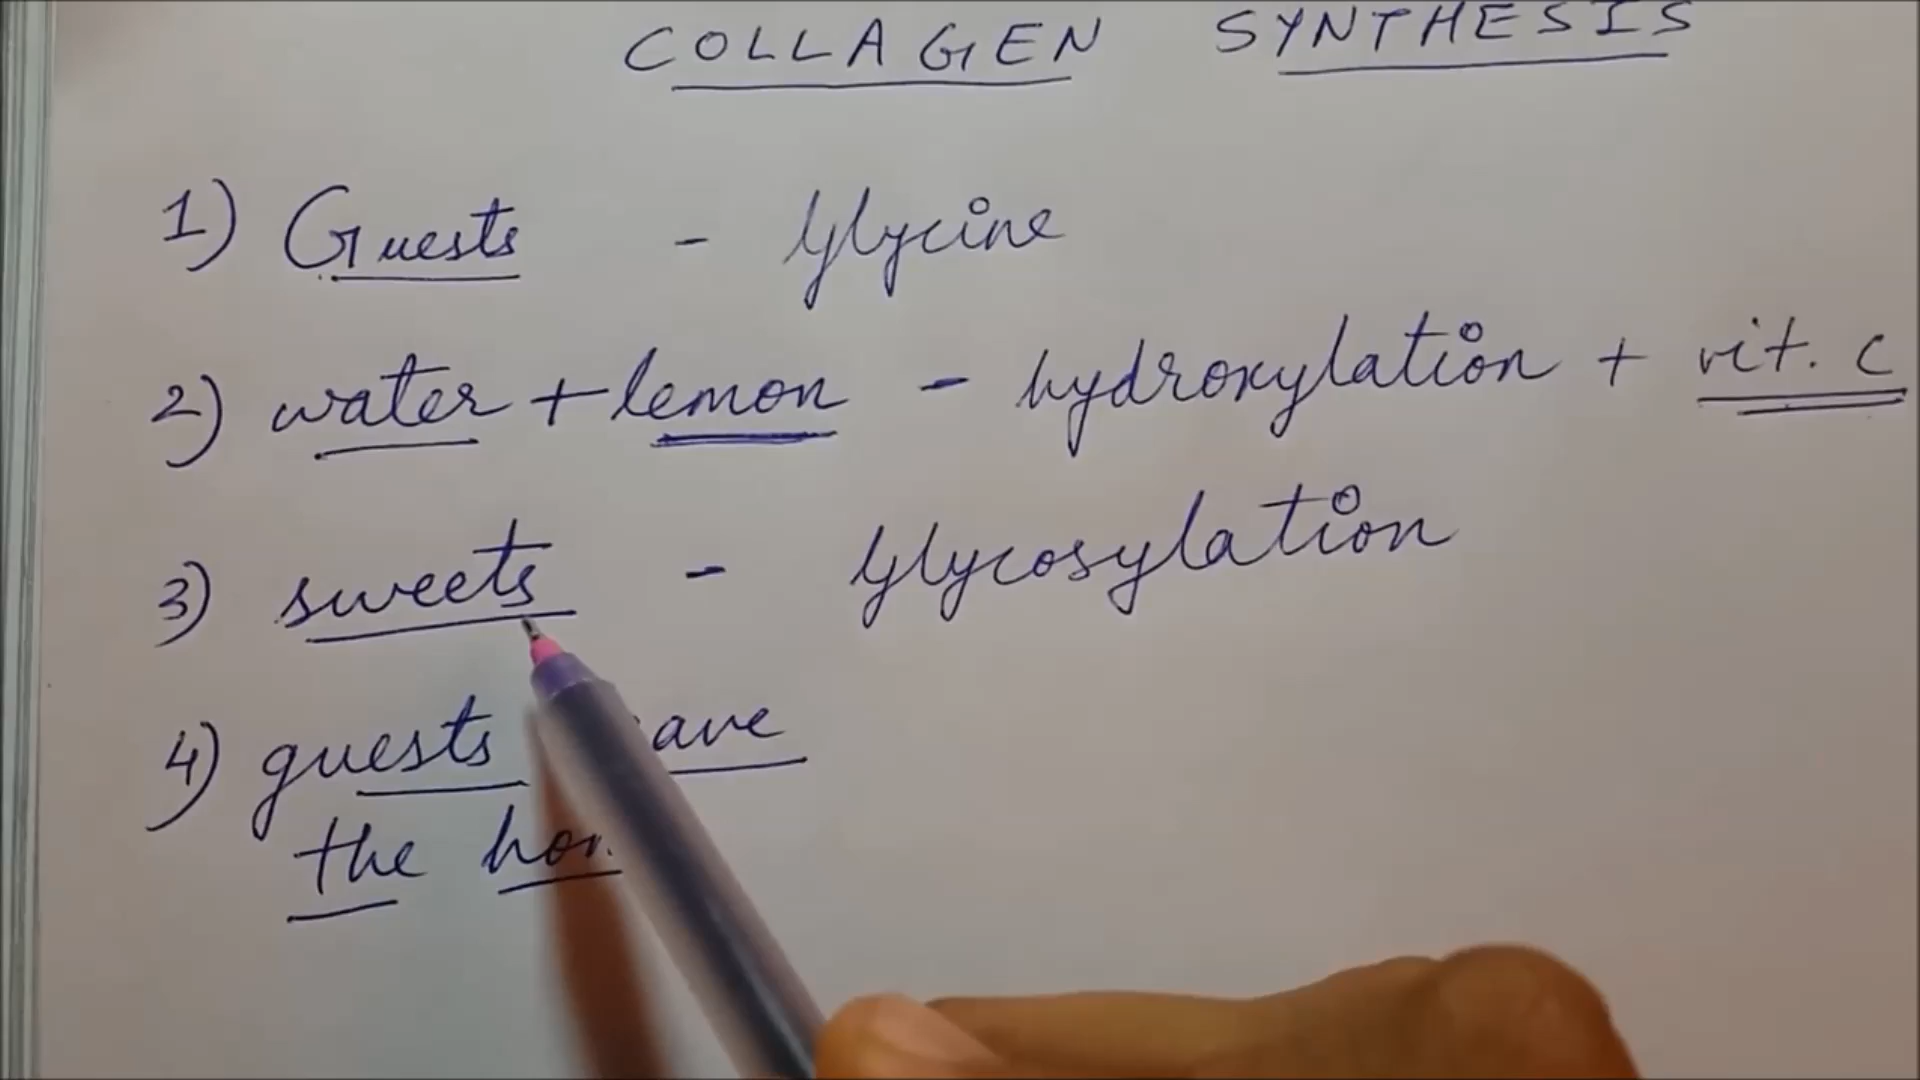 COLLAGEN SYNTHESIS
1) Guests - Glycine
2) water + lemon - hydroxylation + vit. C
3) sweets - Glycosylation
4) guests
the